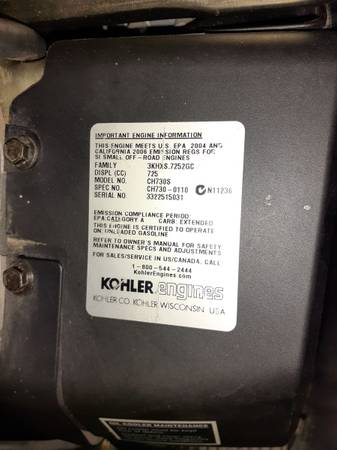 IMPORTANT ENGINE INFORMATION
THIS ENGINE MEETS U.S. EPA 2004 AND
CALIFORNIA 2006 EMISSION REGS FOR
SI SMALL OFF-ROAD ENGINES
FAMILY 3KHXS.7252GC
DISPL (CC) 725
MODEL NO. CH730S
SPEC NO. CH730-0110 N11236
SERIAL NO. 3322515031
EMISSION COMPLIANCE PERIOD:
EPA:CATEGORY A CARB: EXTENDED
THIS ENGINE IS CERTIFIED TO OPERATE
ON UNLEADED GASOLINE
REFER TO OWNER'S MANUAL FOR SAFETY
MAINTENANCE SPECS AND ADJUSTMENTS
FOR SALES/SERVICE IN US/CANADA, CALL
1-800-544-2444
KohlerEngines.com
KOHLER engines
KOHLER CO. KOHLER WISCONSIN USA
OIL COOLER MAINTENANCE